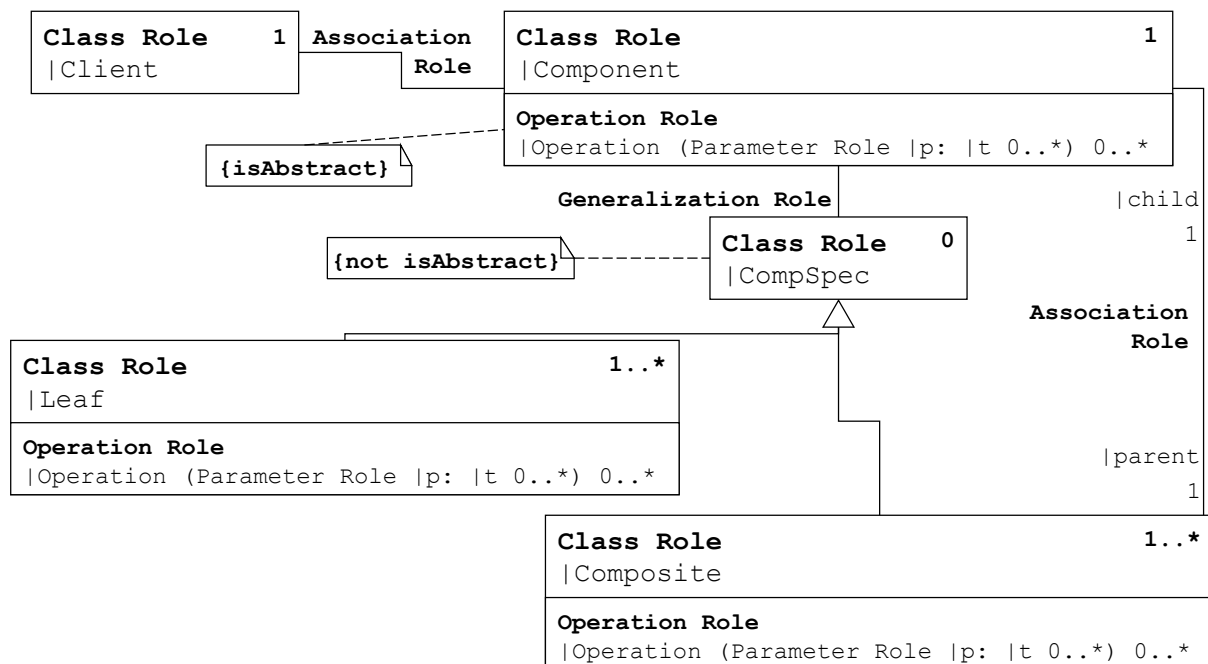 Class Role 1
|Client
Association
Role
Class Role 1
|Component
Operation Role
|Operation (Parameter Role |p: |t 0..*) 0..*
{isAbstract}
Generalization Role
|child
1
Class Role 0
|CompSpec
{not isAbstract}
Association
Role
Class Role 1..*
|Leaf
Operation Role
|Operation (Parameter Role |p: |t 0..*) 0..*
|parent
1
Class Role 1..*
|Composite
Operation Role
|Operation (Parameter Role |p: |t 0..*) 0..*